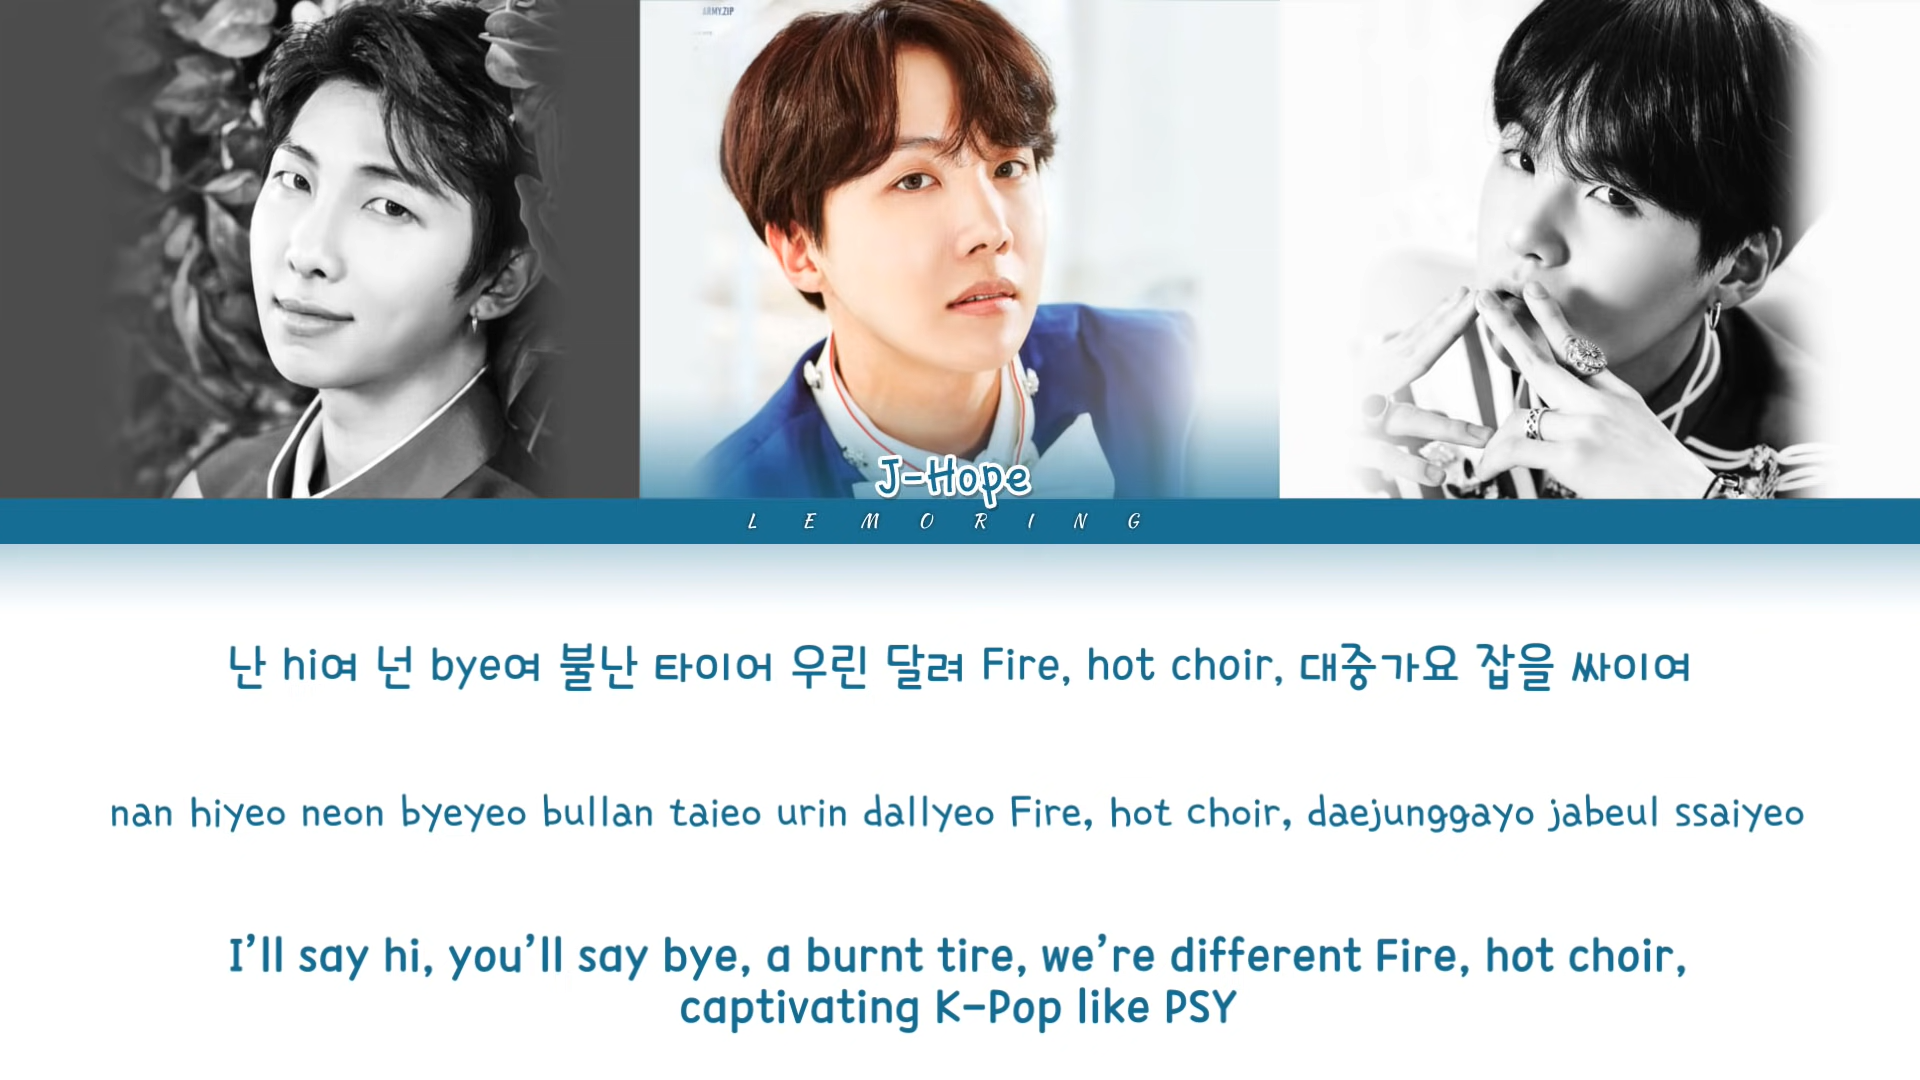 ARMY.ZIP
J-Hope
LEMORING
난 hi여 넌 bye여 불난 타이어 우린 달려 Fire, hot choir, 대중가요 잡을 싸이여
nan hiyeo neon byeyeo bullan taieo urin dallyeo Fire, hot choir, daejunggayo jabeul ssaiyeo
I'll say hi, you'll say bye, a burnt tire, we're different Fire, hot choir,
captivating K-Pop like PSY